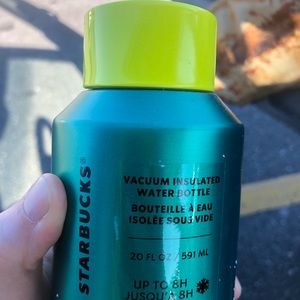 STARBUCKS®
VACUUM INSULATED
WATER BOTTLE
BOUTEILLE À EAU
ISOLÉE SOUS VIDE
20 FL OZ / 591 ML
UP TO 8H
JUSQU'À 8H